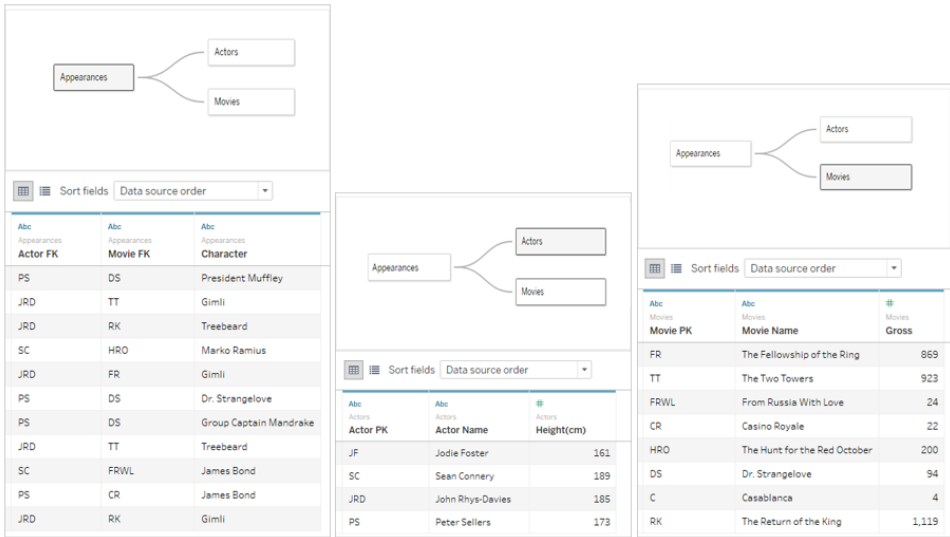 Appearances
Actors
Movies
Sort fields Data source order
Abc Abc Abc
Appearances Appearances Appearances
Actor FK Movie FK Character
PS DS President Muffley
JRD TT Gimli
JRD RK Treebeard
SC HRO Marko Ramius
JRD FR Gimli
PS DS Dr. Strangelove
PS DS Group Captain Mandrake
JRD TT Treebeard
SC FRWL James Bond
PS CR James Bond
JRD RK Gimli
Appearances
Actors
Movies
Sort fields Data source order
Abc Abc #
Actors Actors Actors
Actor PK Actor Name Height(cm)
JF Jodie Foster 161
SC Sean Connery 189
JRD John Rhys-Davies 185
PS Peter Sellers 173
Appearances
Actors
Movies
Sort fields Data source order
Abc Abc #
Movies Movies Movies
Movie PK Movie Name Gross
FR The Fellowship of the Ring 869
TT The Two Towers 923
FRWL From Russia With Love 24
CR Casino Royale 22
HRO The Hunt for the Red October 200
DS Dr. Strangelove 94
C Casablanca 4
RK The Return of the King 1,119